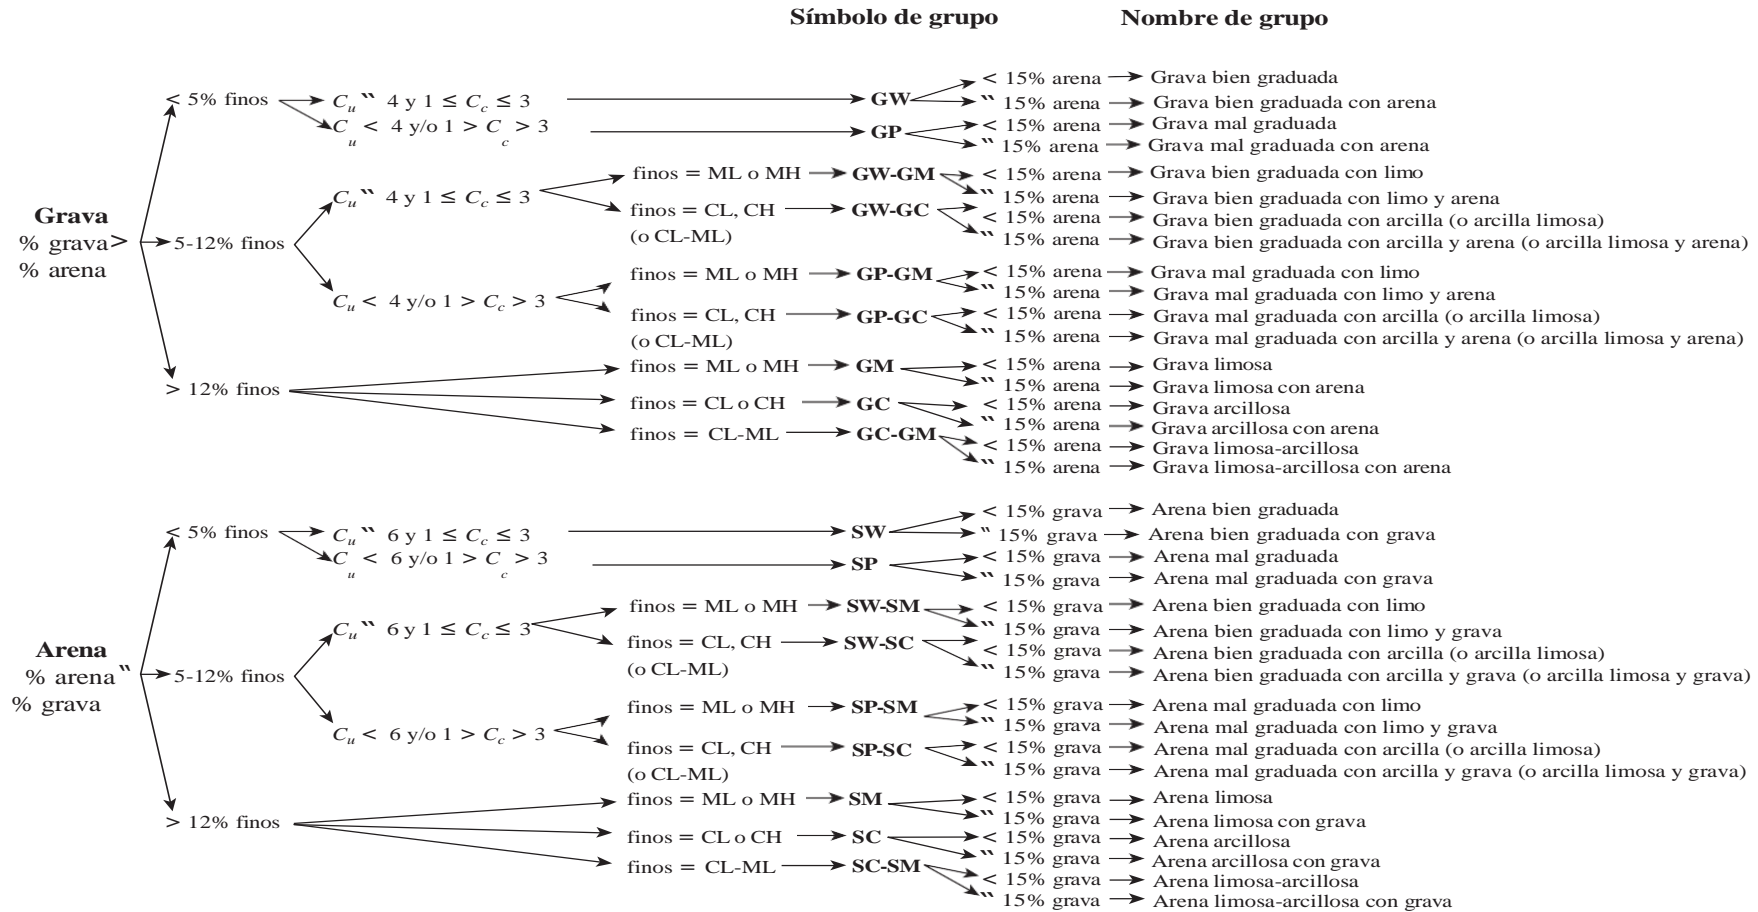 Símbolo de grupo Nombre de grupo
< 15% arena Grava bien graduada
< 5% finos Cu‟ 4 y 1 ≤ Cc ≤ 3 GW ‟ 15% arena Grava bien graduada con arena
Cu < 4 y/o 1 > Cc > 3 GP < 15% arena Grava mal graduada
‟ 15% arena Grava mal graduada con arena
finos = ML o MH GW-GM < 15% arena Grava bien graduada con limo
Cu‟ 4 y 1 ≤ Cc ≤ 3 ‟ 15% arena Grava bien graduada con limo y arena
finos = CL, CH GW-GC < 15% arena Grava bien graduada con arcilla (o arcilla limosa)
(o CL-ML) ‟ 15% arena Grava bien graduada con arcilla y arena (o arcilla limosa y arena)
Grava
% grava>
% arena
5-12% finos
finos = ML o MH GP-GM < 15% arena Grava mal graduada con limo
Cu < 4 y/o 1 > Cc > 3 ‟ 15% arena Grava mal graduada con limo y arena
finos = CL, CH GP-GC < 15% arena Grava mal graduada con arcilla (o arcilla limosa)
(o CL-ML) ‟ 15% arena Grava mal graduada con arcilla y arena (o arcilla limosa y arena)
finos = ML o MH GM < 15% arena Grava limosa
> 12% finos ‟ 15% arena Grava limosa con arena
finos = CL o CH GC < 15% arena Grava arcillosa
‟ 15% arena Grava arcillosa con arena
finos = CL-ML GC-GM < 15% arena Grava limosa-arcillosa
‟ 15% arena Grava limosa-arcillosa con arena
< 15% grava Arena bien graduada
< 5% finos Cu‟ 6 y 1 ≤ Cc ≤ 3 SW ‟ 15% grava Arena bien graduada con grava
Cu < 6 y/o 1 > Cc > 3 SP < 15% grava Arena mal graduada
‟ 15% grava Arena mal graduada con grava
finos = ML o MH SW-SM < 15% grava Arena bien graduada con limo
Cu‟ 6 y 1 ≤ Cc ≤ 3 ‟ 15% grava Arena bien graduada con limo y grava
finos = CL, CH SW-SC < 15% grava Arena bien graduada con arcilla (o arcilla limosa)
(o CL-ML) ‟ 15% grava Arena bien graduada con arcilla y grava (o arcilla limosa y grava)
Arena
% arena‟
% grava
5-12% finos
finos = ML o MH SP-SM < 15% grava Arena mal graduada con limo
Cu < 6 y/o 1 > Cc > 3 ‟ 15% grava Arena mal graduada con limo y grava
finos = CL, CH SP-SC < 15% grava Arena mal graduada con arcilla (o arcilla limosa)
(o CL-ML) ‟ 15% grava Arena mal graduada con arcilla y grava (o arcilla limosa y grava)
finos = ML o MH SM < 15% grava Arena limosa
> 12% finos ‟ 15% grava Arena limosa con grava
finos = CL o CH SC < 15% grava Arena arcillosa
‟ 15% grava Arena arcillosa con grava
finos = CL-ML SC-SM < 15% grava Arena limosa-arcillosa
‟ 15% grava Arena limosa-arcillosa con grava